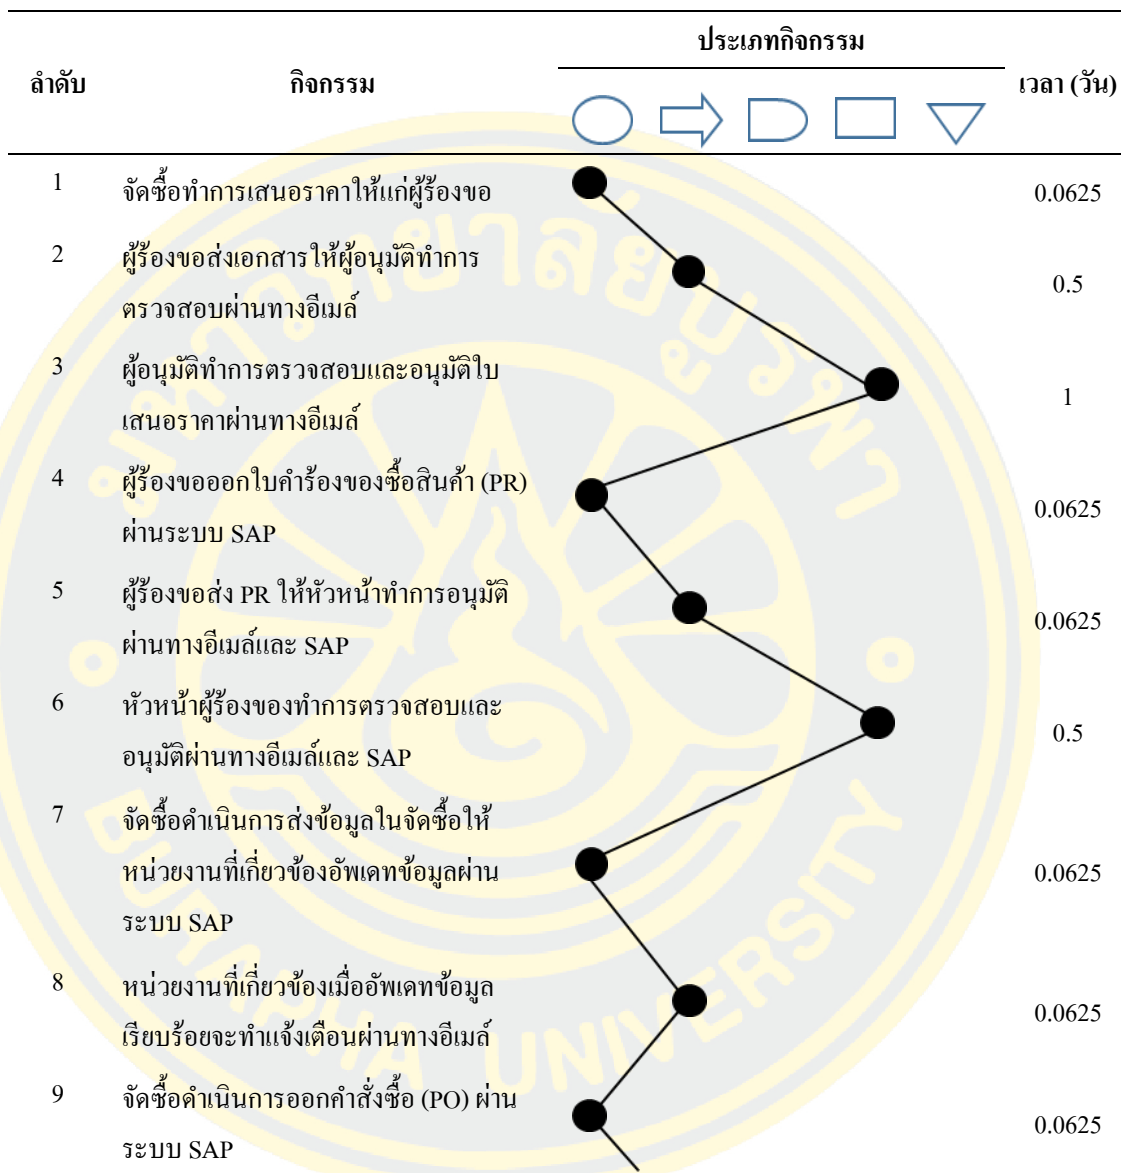 ประเภทกิจกรรม
ลำดับ กิจกรรม เวลา (วัน)
1 จัดซื้อทำการเสนอราคาให้แก่ผู้ร้องขอ 0.0625
2 ผู้ร้องขอส่งเอกสารให้ผู้อนุมัติทำการ
ตรวจสอบผ่านทางอีเมล์ 0.5
3 ผู้อนุมัติทำการตรวจสอบและอนุมัติใบ
เสนอราคาผ่านทางอีเมล์ 1
4 ผู้ร้องขอออกใบคำร้องของซื้อสินค้า (PR)
ผ่านระบบ SAP 0.0625
5 ผู้ร้องขอส่ง PR ให้หัวหน้าทำการอนุมัติ
ผ่านทางอีเมล์และ SAP 0.0625
6 หัวหน้าผู้ร้องของทำการตรวจสอบและ
อนุมัติผ่านทางอีเมล์และ SAP 0.5
7 จัดซื้อดำเนินการส่งข้อมูลในจัดซื้อให้
หน่วยงานที่เกี่ยวข้องอัพเดทข้อมูลผ่าน
ระบบ SAP 0.0625
8 หน่วยงานที่เกี่ยวข้องเมื่ออัพเดทข้อมูล
เรียบร้อยจะทำแจ้งเตือนผ่านทางอีเมล์ 0.0625
9 จัดซื้อดำเนินการออกคำสั่งซื้อ (PO) ผ่าน
ระบบ SAP 0.0625
มหาวิทยาลัยบูรพา
BURAPHA UNIVERSITY